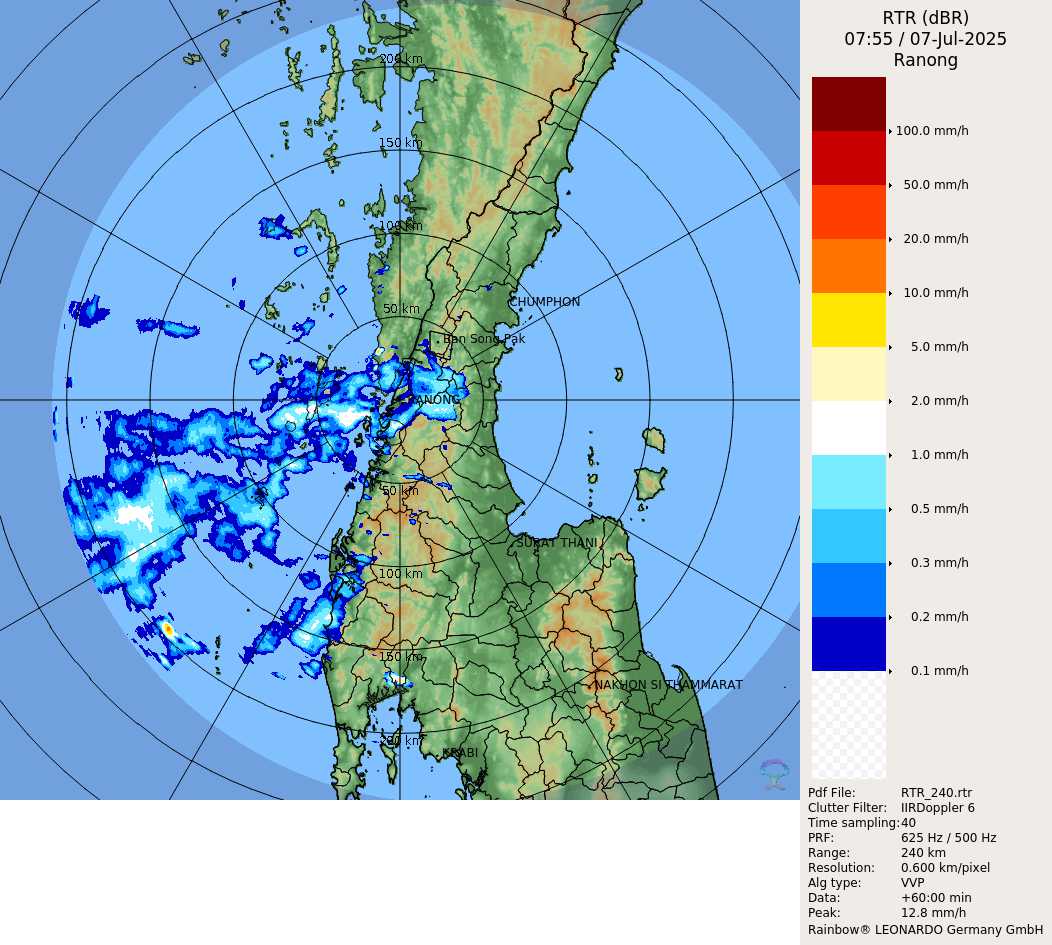 RTR (dBR)
07:55 / 07-Jul-2025
Ranong
100.0 mm/h
50.0 mm/h
20.0 mm/h
10.0 mm/h
5.0 mm/h
2.0 mm/h
1.0 mm/h
0.5 mm/h
0.3 mm/h
0.2 mm/h
0.1 mm/h
200 km
150 km
100 km
50 km
CHUMPHON
Ban Song Pak
RANONG
50 km
SURAT THANI
100 km
150 km
NAKHON SI THAMMARAT
200 km
KRABI
Pdf File: RTR_240.rtr
Clutter Filter: IIRDoppler 6
Time sampling:40
PRF: 625 Hz / 500 Hz
Range: 240 km
Resolution: 0.600 km/pixel
Alg type: VVP
Data: +60:00 min
Peak: 12.8 mm/h
Rainbow® LEONARDO Germany GmbH